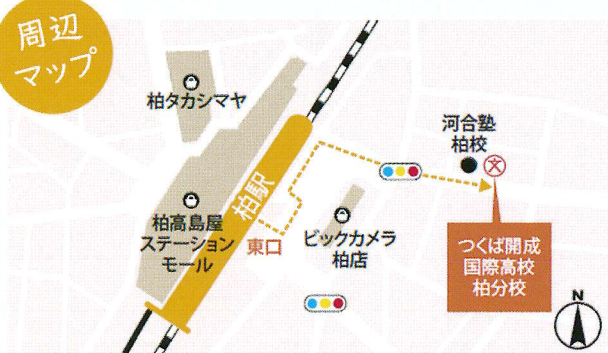 周辺
マップ
柏タカシマヤ
河合塾
柏校
文
柏駅
柏高島屋
ステーション
モール
東口
ビックカメラ
柏店
つくば開成
国際高校
柏分校
N